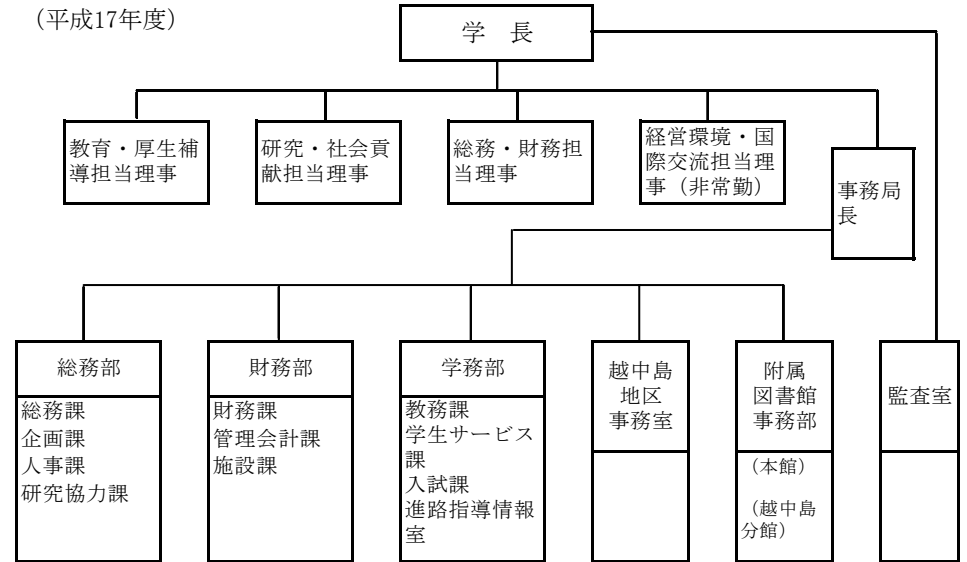 （平成17年度）
学　長
教育・厚生補
導担当理事
研究・社会貢
献担当理事
総務・財務担
当理事
経営環境・国
際交流担当理
事（非常勤）
事務局
長
総務部
総務課
企画課
人事課
研究協力課
財務部
財務課
管理会計課
施設課
学務部
教務課
学生サービス
課
入試課
進路指導情報
室
越中島
地区
事務室
附属
図書館
事務部
（本館）
（越中島
分館）
監査室